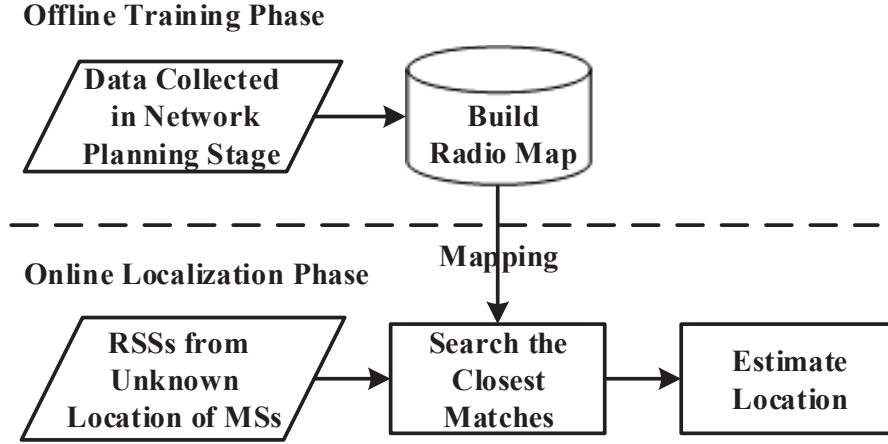 Offline Training Phase
Data Collected
in Network
Planning Stage
Build
Radio Map
Mapping
Online Localization Phase
RSSs from
Unknown
Location of MSs
Search the
Closest
Matches
Estimate
Location